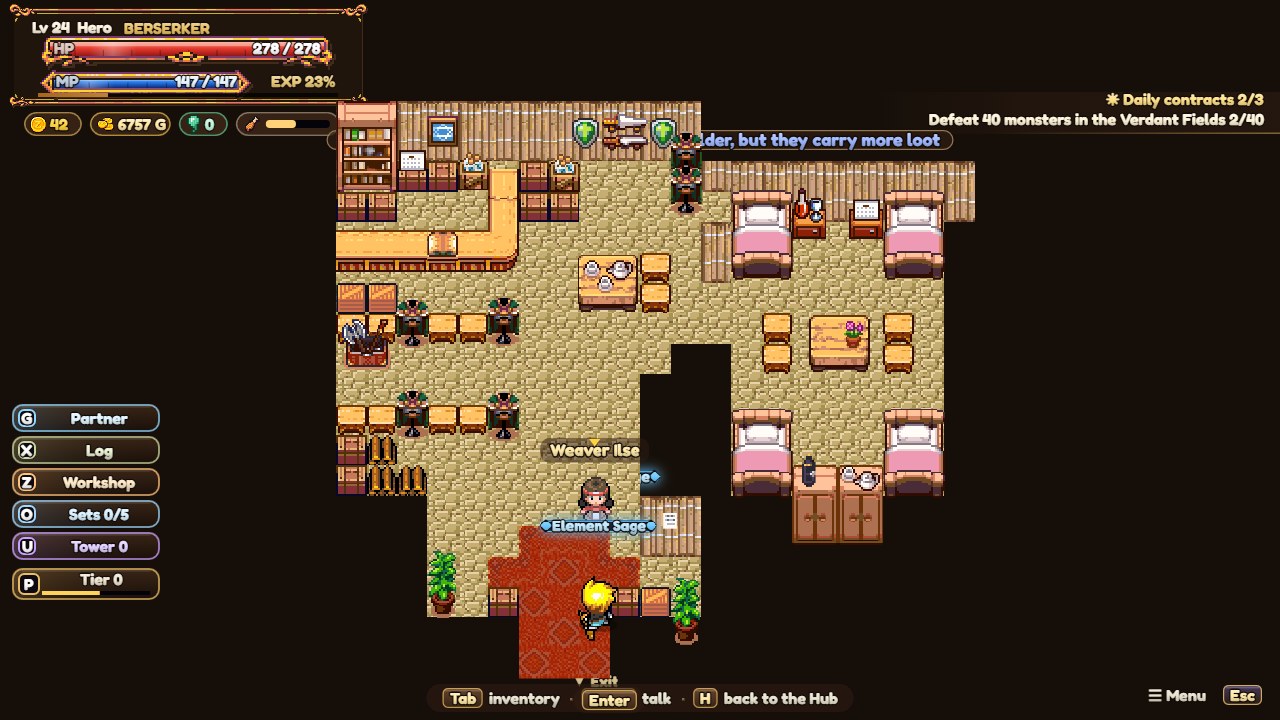 Lv 24 Hero BERSERKER
HP 278 / 278
MP 147 / 147 EXP 23%
42 6757 G 0
Daily contracts 2/3
Defeat 40 monsters in the Verdant Fields 2/40
but they carry more loot
G Partner
X Log
Z Workshop
O Sets 0/5
U Tower 0
P Tier 0
Weaver Ilse
Element Sage
Exit
Tab inventory · Enter talk · H back to the Hub
Menu Esc